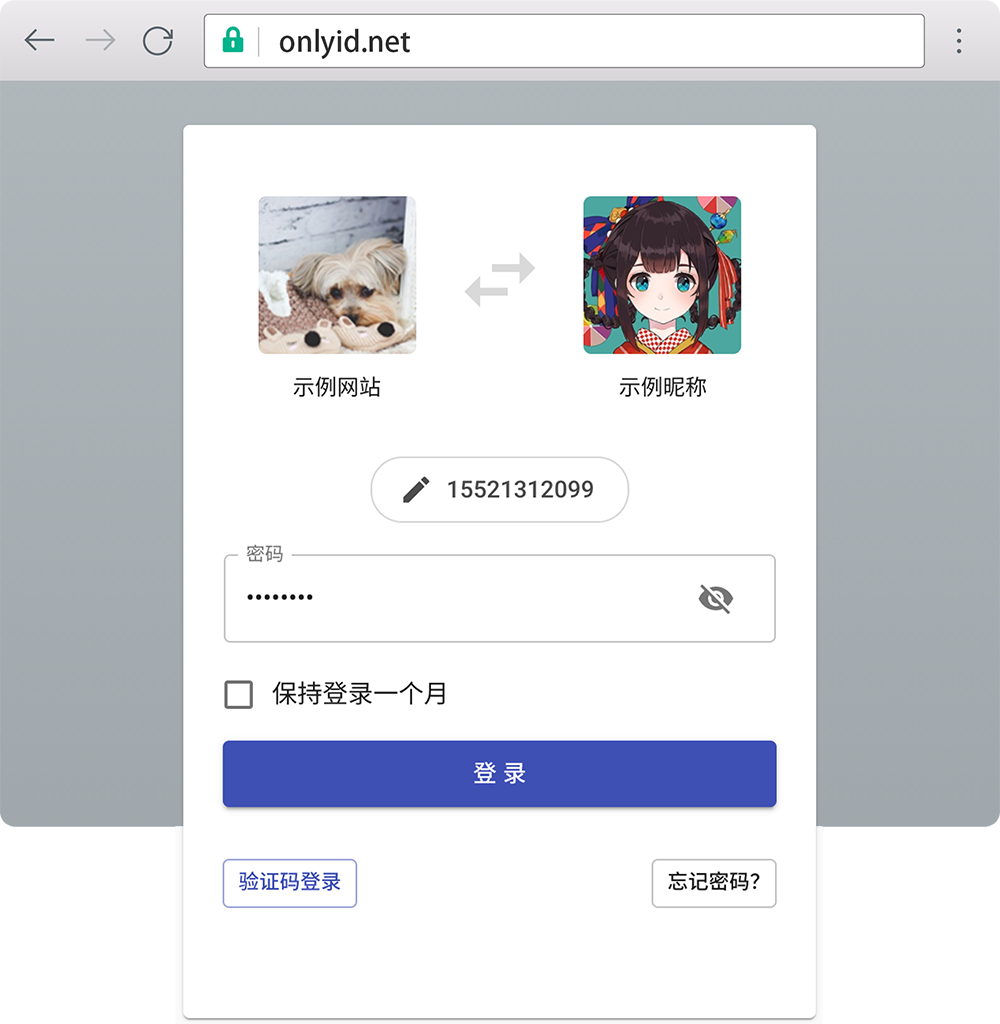 onlyid.net
示例网站
示例昵称
15521312099
密码
••••••••
保持登录一个月
登 录
验证码登录
忘记密码?